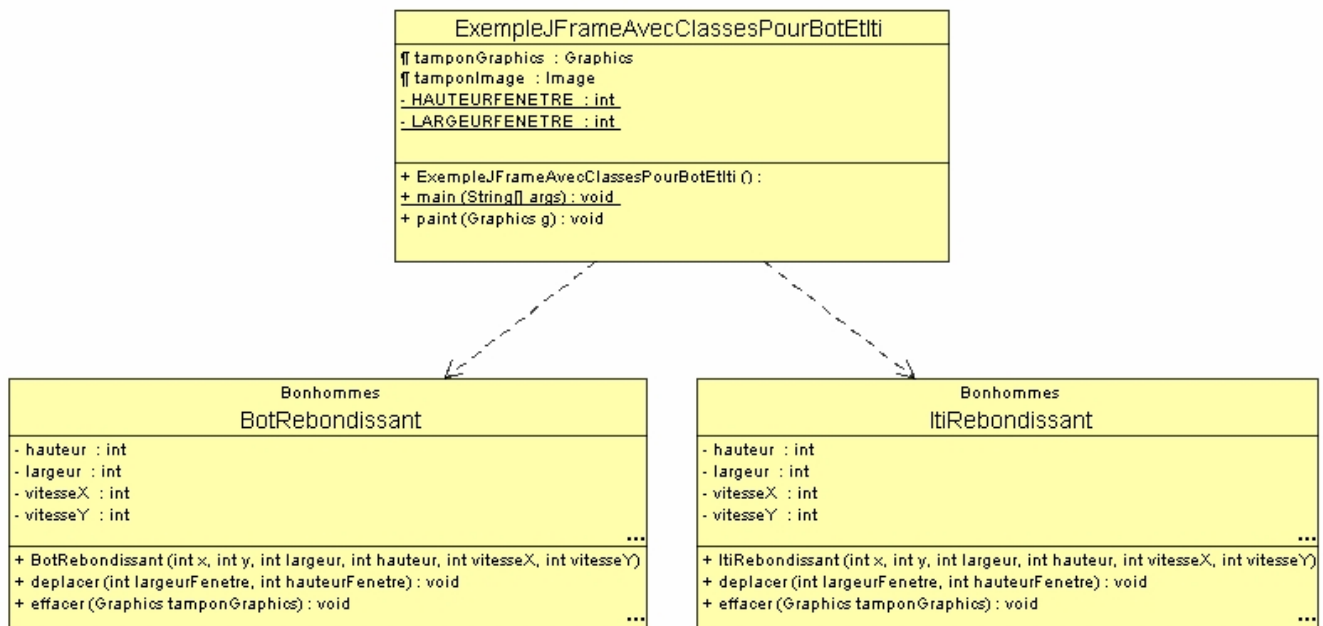 ExempleJFrameAvecClassesPourBotEtIti
¶ tamponGraphics : Graphics
¶ tamponImage : Image
- HAUTEURFENETRE : int
- LARGEURFENETRE : int
+ ExempleJFrameAvecClassesPourBotEtIti () :
+ main (String[] args) : void
+ paint (Graphics g) : void
Bonhommes
BotRebondissant
- hauteur : int
- largeur : int
- vitesseX : int
- vitesseY : int
...
+ BotRebondissant (int x, int y, int largeur, int hauteur, int vitesseX, int vitesseY)
+ deplacer (int largeurFenetre, int hauteurFenetre) : void
+ effacer (Graphics tamponGraphics) : void
...
Bonhommes
ItiRebondissant
- hauteur : int
- largeur : int
- vitesseX : int
- vitesseY : int
...
+ ItiRebondissant (int x, int y, int largeur, int hauteur, int vitesseX, int vitesseY)
+ deplacer (int largeurFenetre, int hauteurFenetre) : void
+ effacer (Graphics tamponGraphics) : void
...